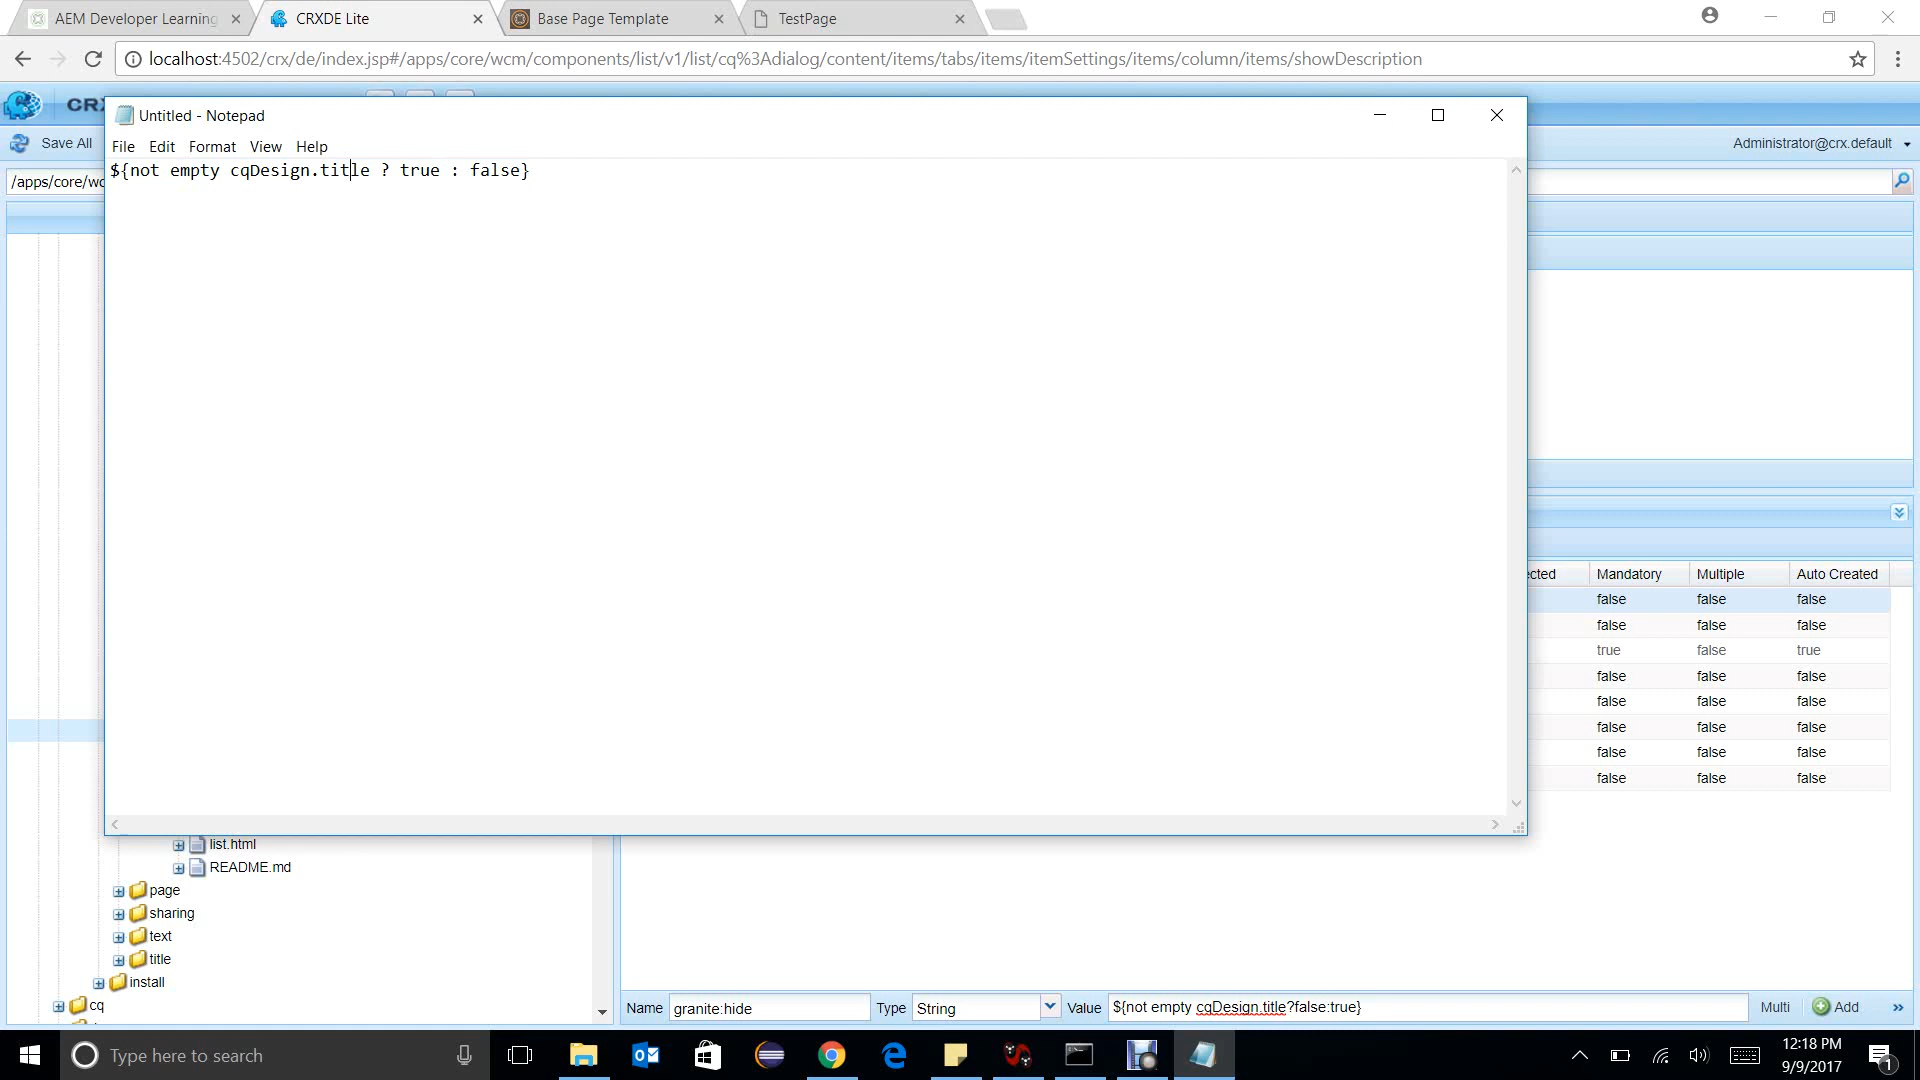 AEM Developer Learning
CRXDE Lite
Base Page Template
TestPage
localhost:4502/crx/de/index.jsp#/apps/core/wcm/components/list/v1/list/cq%3Adialog/content/items/tabs/items/itemSettings/items/column/items/showDescription
Untitled - Notepad
File Edit Format View Help
${not empty cqDesign.title ? true : false}
Save All
Administrator@crx.default
Mandatory Multiple Auto Created
false false false
false false false
true false true
false false false
false false false
false false false
false false false
false false false
list.html
README.md
page
sharing
text
title
install
cq
Name granite:hide Type String Value ${not empty cqDesign.title?false:true} Multi Add
Type here to search
12:18 PM
9/9/2017
1